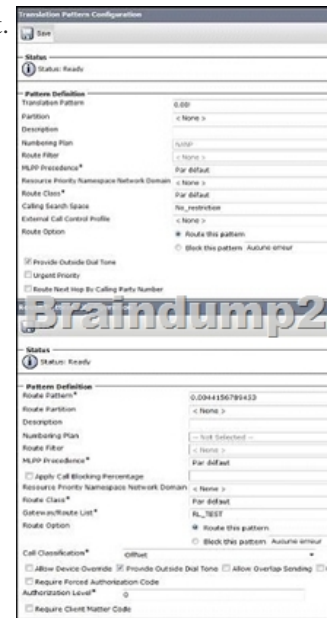 t.
Translation Pattern Configuration
Save
Status
Status: Ready
Pattern Definition
Translation Pattern 0.00!
Partition < None >
Description
Numbering Plan NANP
Route Filter < None >
MLPP Precedence* Par défaut
Resource Priority Namespace Network Domain < None >
Route Class* Par défaut
Calling Search Space No_restriction
External Call Control Profile < None >
Route Option Route this pattern
Block this pattern Aucune erreur
Provide Outside Dial Tone
Urgent Priority
Route Next Hop By Calling Party Number
Braindump2
Status
Status: Ready
Pattern Definition
Route Pattern* 0.0044156789433
Route Partition < None >
Description
Numbering Plan -- Not Selected --
Route Filter < None >
MLPP Precedence* Par défaut
Apply Call Blocking Percentage
Resource Priority Namespace Network Domain < None >
Route Class* Par défaut
Gateway/Route List* RL_TEST
Route Option Route this pattern
Block this pattern Aucune erreur
Call Classification* OffNet
Allow Device Override Provide Outside Dial Tone Allow Overlap Sending
Require Forced Authorization Code
Authorization Level* 0
Require Client Matter Code